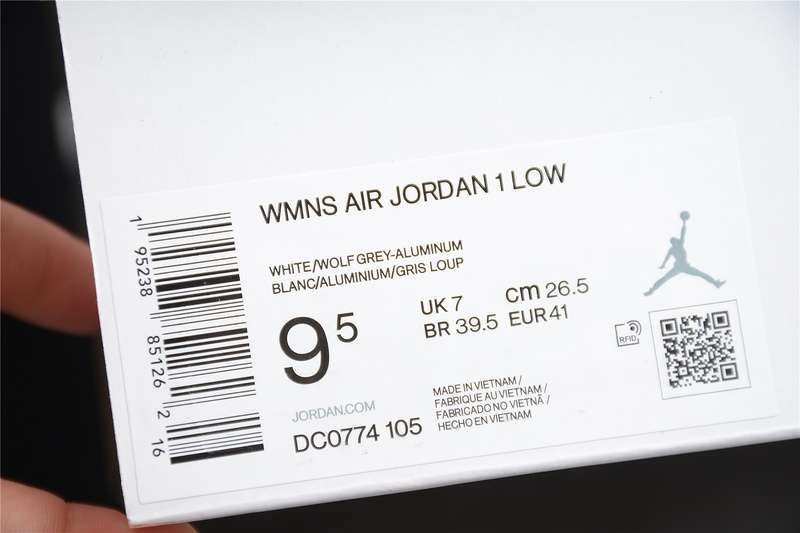 WMNS AIR JORDAN 1 LOW
WHITE/WOLF GREY-ALUMINUM
BLANC/ALUMINIUM/GRIS LOUP
9 5
UK 7 cm 26.5
BR 39.5 EUR 41
JORDAN.COM
DC0774 105
MADE IN VIETNAM /
FABRIQUE AU VIETNAM /
FABRICADO NO VIETNÃ /
HECHO EN VIETNAM
RFID
1 95238 85126 2 16